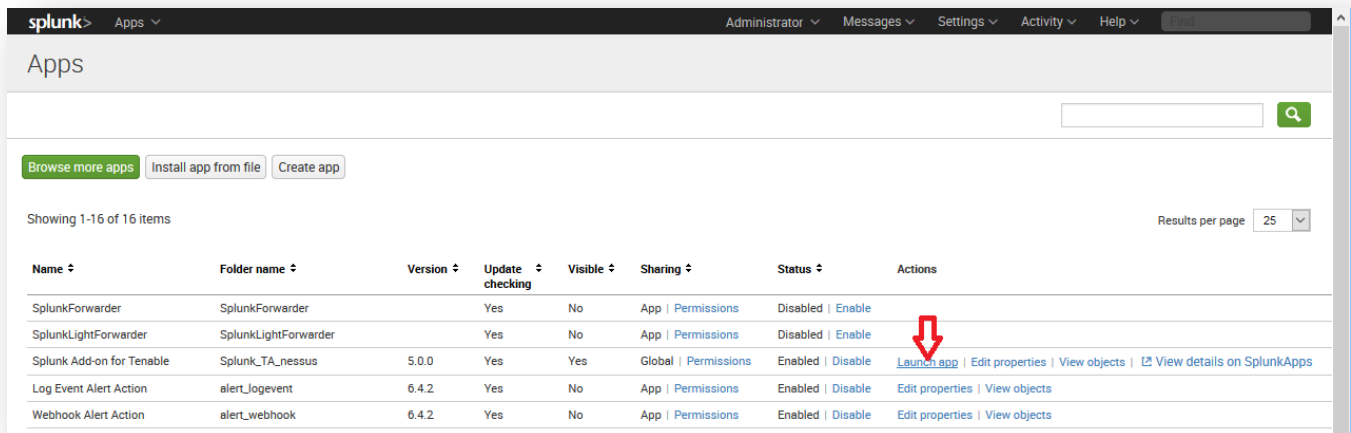 splunk> Apps Administrator Messages Settings Activity Help Find
Apps
Browse more apps Install app from file Create app
Showing 1-16 of 16 items Results per page 25
Name Folder name Version Update checking Visible Sharing Status Actions
SplunkForwarder SplunkForwarder Yes No App | Permissions Disabled | Enable
SplunkLightForwarder SplunkLightForwarder Yes No App | Permissions Disabled | Enable
Splunk Add-on for Tenable Splunk_TA_nessus 5.0.0 Yes Yes Global | Permissions Enabled | Disable Launch app | Edit properties | View objects | View details on SplunkApps
Log Event Alert Action alert_logevent 6.4.2 Yes No App | Permissions Enabled | Disable Edit properties | View objects
Webhook Alert Action alert_webhook 6.4.2 Yes No App | Permissions Enabled | Disable Edit properties | View objects